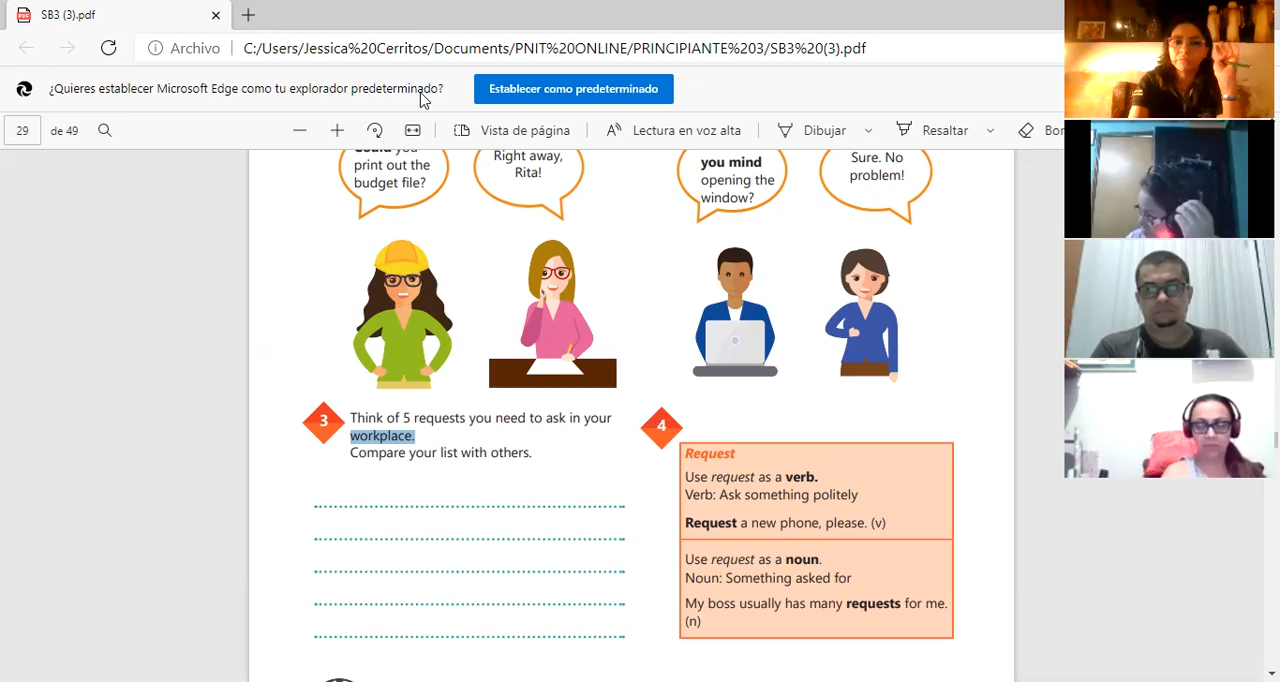 SB3 (3).pdf
Archivo
C:/Users/Jessica%20Cerritos/Documents/PNIT%20ONLINE/PRINCIPIANTE%203/SB3%20(3).pdf
¿Quieres establecer Microsoft Edge como tu explorador predeterminado?
Establecer como predeterminado
29
de 49
Vista de página
Lectura en voz alta
Dibujar
Resaltar
Bor
Could you
print out the
budget file?
Right away,
Rita!
you mind
opening the
window?
Sure. No
problem!
3
Think of 5 requests you need to ask in your
workplace.
Compare your list with others.
4
Request
Use request as a verb.
Verb: Ask something politely
Request a new phone, please. (v)
Use request as a noun.
Noun: Something asked for
My boss usually has many requests for me.
(n)